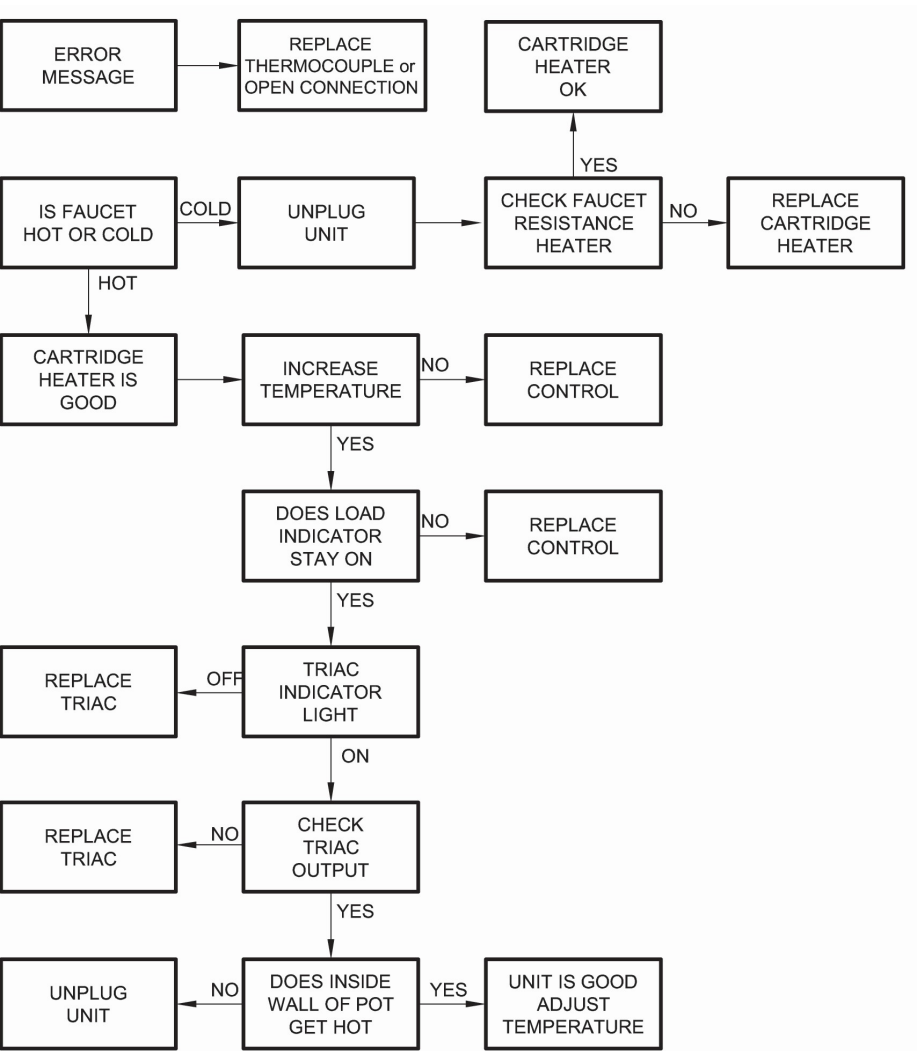 ERROR
MESSAGE
REPLACE
THERMOCOUPLE or
OPEN CONNECTION
CARTRIDGE
HEATER
OK
YES
IS FAUCET
HOT OR COLD
COLD
UNPLUG
UNIT
CHECK FAUCET
RESISTANCE
HEATER
NO
REPLACE
CARTRIDGE
HEATER
HOT
CARTRIDGE
HEATER IS
GOOD
INCREASE
TEMPERATURE
NO
REPLACE
CONTROL
YES
DOES LOAD
INDICATOR
STAY ON
NO
REPLACE
CONTROL
YES
REPLACE
TRIAC
OFF
TRIAC
INDICATOR
LIGHT
ON
REPLACE
TRIAC
NO
CHECK
TRIAC
OUTPUT
YES
UNPLUG
UNIT
NO
DOES INSIDE
WALL OF POT
GET HOT
YES
UNIT IS GOOD
ADJUST
TEMPERATURE